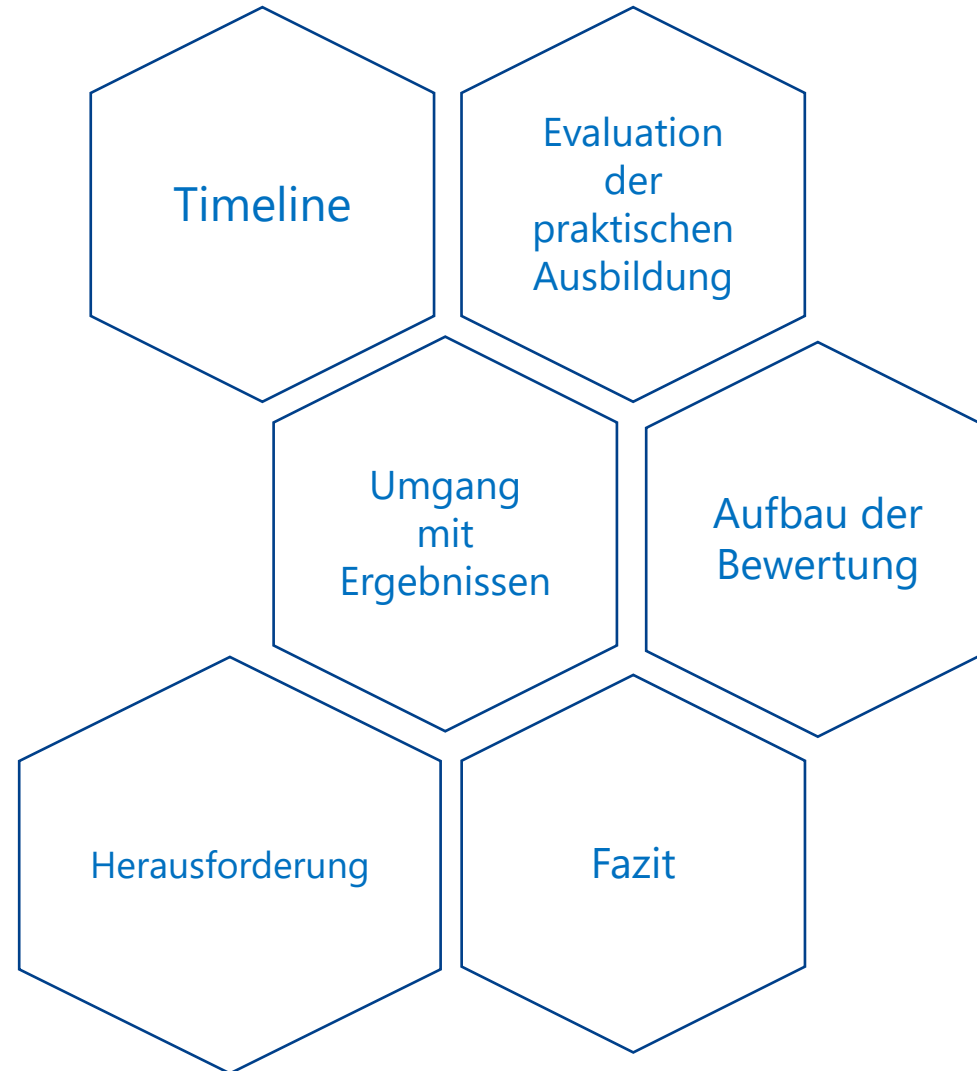 Timeline
Evaluation
der
praktischen
Ausbildung
Umgang
mit
Ergebnissen
Aufbau der
Bewertung
Herausforderung
Fazit